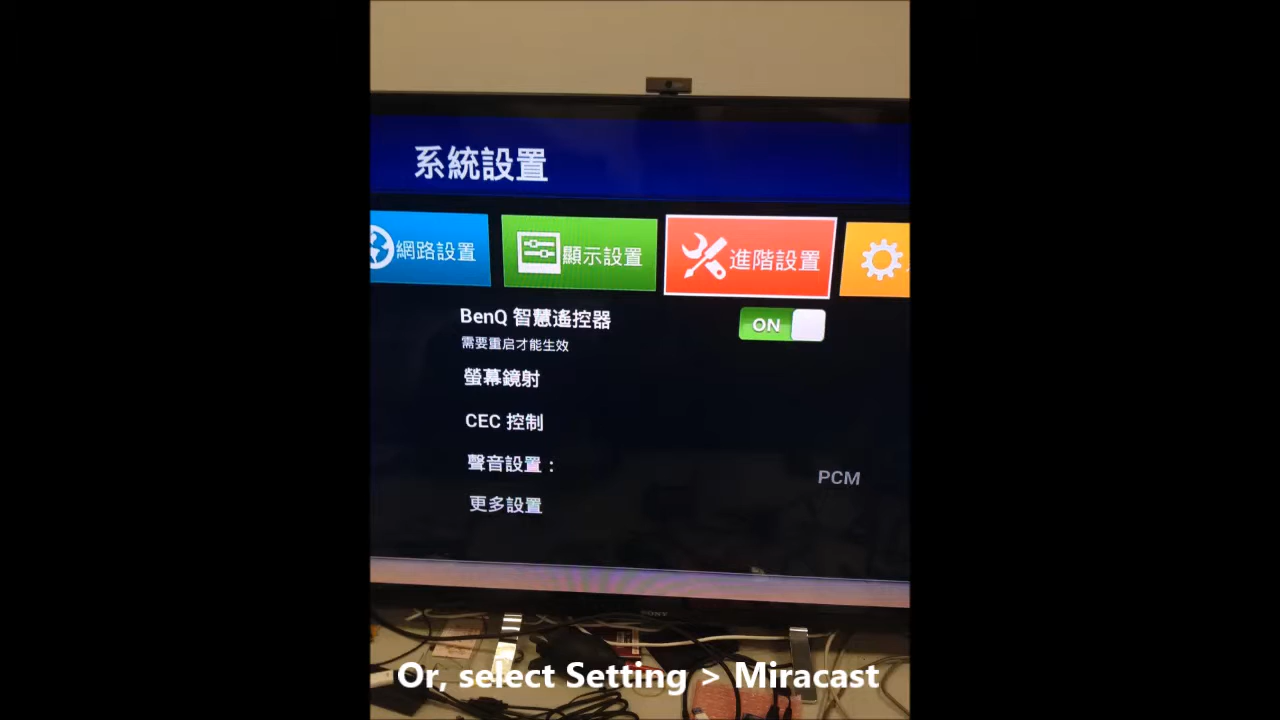 系統設置
網路設置
顯示設置
進階設置
BenQ 智慧遙控器
ON
需要重启才能生效
螢幕鏡射
CEC 控制
聲音設置：
PCM
更多設置
SONY
Or, select Setting > Miracast